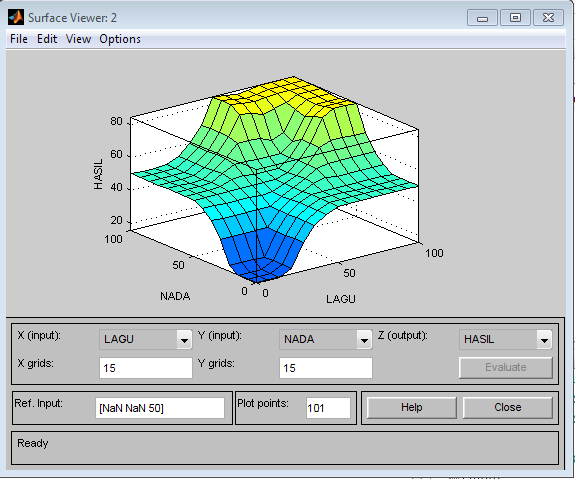 Surface Viewer: 2
File Edit View Options
80
60
40
20
HASIL
100
50
0
NADA
0
50
100
LAGU
X (input): LAGU Y (input): NADA Z (output): HASIL
X grids: 15 Y grids: 15 Evaluate
Ref. Input: [NaN NaN 50] Plot points: 101 Help Close
Ready